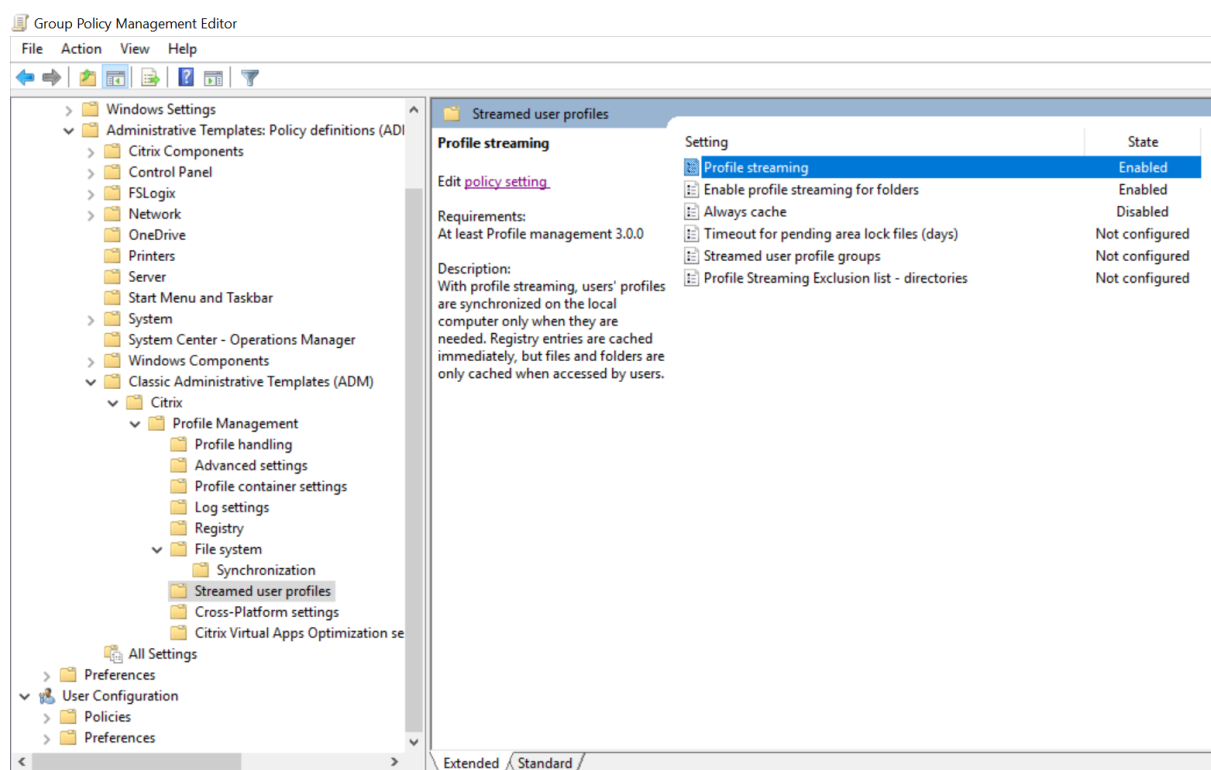 Group Policy Management Editor
File Action View Help
Windows Settings
Administrative Templates: Policy definitions (ADI
Citrix Components
Control Panel
FSLogix
Network
OneDrive
Printers
Server
Start Menu and Taskbar
System
System Center - Operations Manager
Windows Components
Classic Administrative Templates (ADM)
Citrix
Profile Management
Profile handling
Advanced settings
Profile container settings
Log settings
Registry
File system
Synchronization
Streamed user profiles
Cross-Platform settings
Citrix Virtual Apps Optimization se
All Settings
Preferences
User Configuration
Policies
Preferences
Streamed user profiles
Profile streaming
Edit policy setting
Requirements:
At least Profile management 3.0.0
Description:
With profile streaming, users' profiles
are synchronized on the local
computer only when they are
needed. Registry entries are cached
immediately, but files and folders are
only cached when accessed by users.
Setting State
Profile streaming Enabled
Enable profile streaming for folders Enabled
Always cache Disabled
Timeout for pending area lock files (days) Not configured
Streamed user profile groups Not configured
Profile Streaming Exclusion list - directories Not configured
Extended Standard